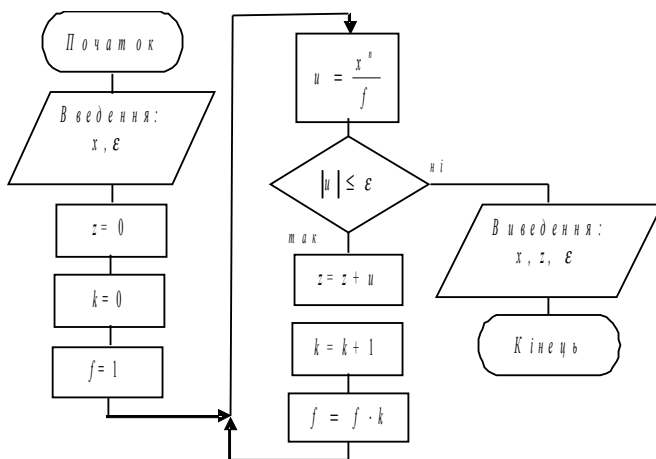 Початок
Введення:
x, ε
z = 0
k = 0
f = 1
u = x^n / f
|u| ≤ ε
ні
так
z = z + u
k = k + 1
f = f · k
Виведення:
x, z, ε
Кінець